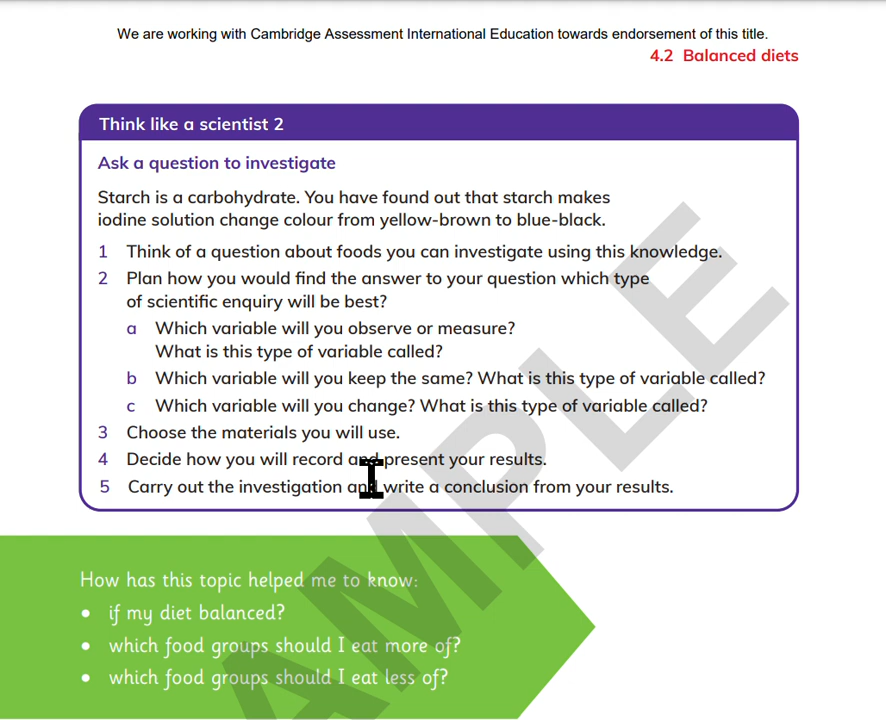 We are working with Cambridge Assessment International Education towards endorsement of this title.
4.2 Balanced diets
Think like a scientist 2
Ask a question to investigate
Starch is a carbohydrate. You have found out that starch makes
iodine solution change colour from yellow-brown to blue-black.
1 Think of a question about foods you can investigate using this knowledge.
2 Plan how you would find the answer to your question which type
of scientific enquiry will be best?
a Which variable will you observe or measure?
What is this type of variable called?
b Which variable will you keep the same? What is this type of variable called?
c Which variable will you change? What is this type of variable called?
3 Choose the materials you will use.
4 Decide how you will record and present your results.
5 Carry out the investigation and write a conclusion from your results.
How has this topic helped me to know:
• if my diet balanced?
• which food groups should I eat more of?
• which food groups should I eat less of?
AMPLE